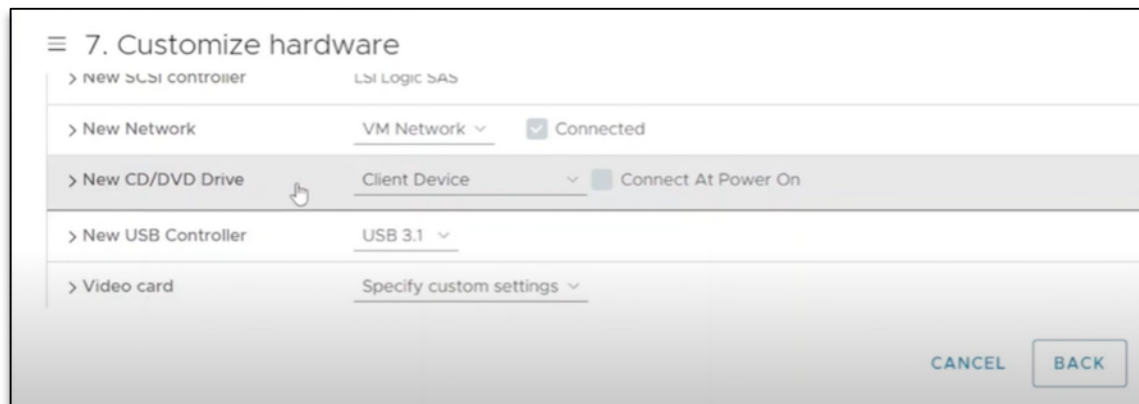 7. Customize hardware
New SCSI controller LSI Logic SAS
New Network VM Network Connected
New CD/DVD Drive Client Device Connect At Power On
New USB Controller USB 3.1
Video card Specify custom settings
CANCEL BACK